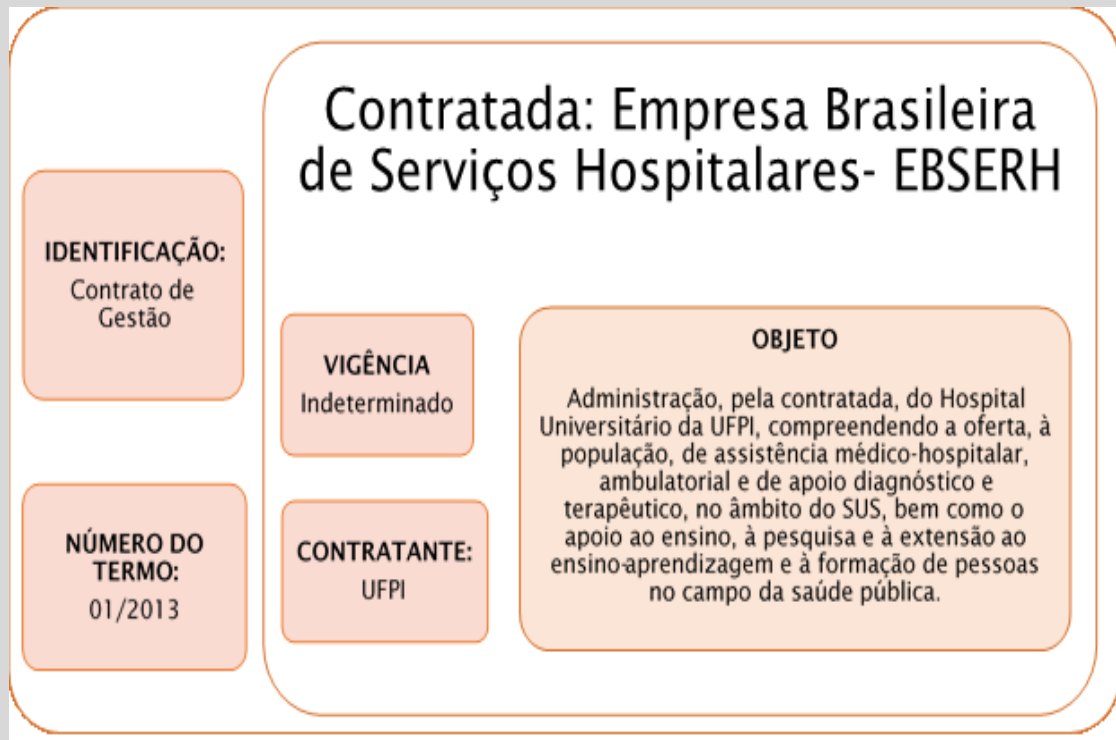 Contratada: Empresa Brasileira
de Serviços Hospitalares- EBSERH
IDENTIFICAÇÃO:
Contrato de
Gestão
NÚMERO DO
TERMO:
01/2013
VIGÊNCIA
Indeterminado
CONTRATANTE:
UFPI
OBJETO
Administração, pela contratada, do Hospital
Universitário da UFPI, compreendendo a oferta, à
população, de assistência médico-hospitalar,
ambulatorial e de apoio diagnóstico e
terapêutico, no âmbito do SUS, bem como o
apoio ao ensino, à pesquisa e à extensão ao
ensino-aprendizagem e à formação de pessoas
no campo da saúde pública.